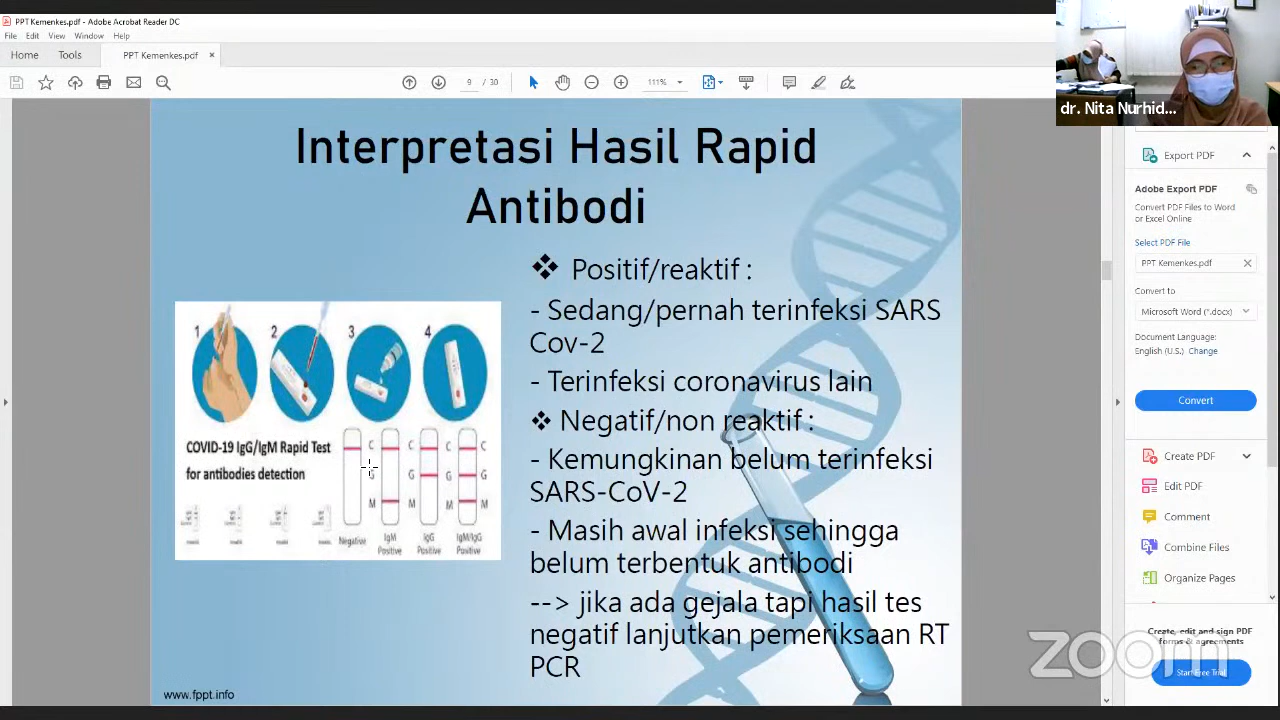 PPT Kemenkes.pdf - Adobe Acrobat Reader DC
File Edit View Window Help
Home Tools PPT Kemenkes.pdf ×
9 / 30 111%
dr. Nita Nurhid...
Interpretasi Hasil Rapid
Antibodi
❖ Positif/reaktif :
- Sedang/pernah terinfeksi SARS
Cov-2
- Terinfeksi coronavirus lain
❖ Negatif/non reaktif :
- Kemungkinan belum terinfeksi
SARS-CoV-2
- Masih awal infeksi sehingga
belum terbentuk antibodi
--> jika ada gejala tapi hasil tes
negatif lanjutkan pemeriksaan RT
PCR
1 2 3 4
COVID-19 IgG/IgM Rapid Test
for antibodies detection
C C C C
G G G G
M M M
Negative IgM Positive IgG Positive IgM/IgG Positive
www.fppt.info
Export PDF
Adobe Export PDF
Convert PDF Files to Word
or Excel Online
Select PDF File
PPT Kemenkes.pdf
Convert to
Microsoft Word (*.docx)
Document Language:
English (U.S.) Change
Convert
Create PDF
Edit PDF
Comment
Combine Files
Organize Pages
Create, edit and sign PDF
forms & agreements
Start Free Trial
zoom